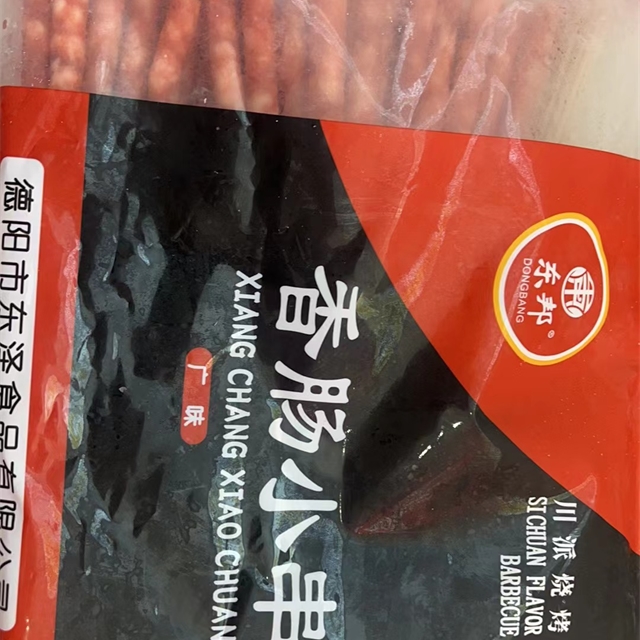 东邦®
DONGBANG
川派烧烤
SICHUAN FLAVOR
BARBECUE
香肠小串
XIANG CHANG XIAO CHUAN
广味
德阳市东泽食品有限公司